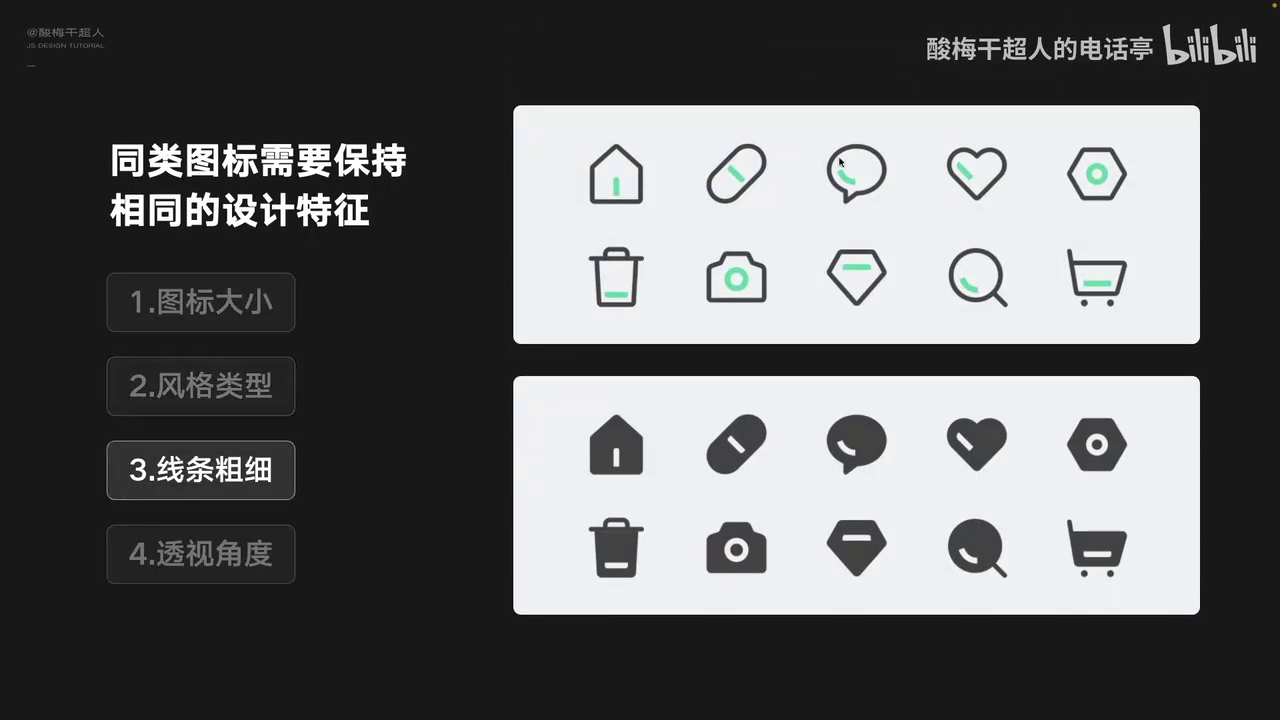 @酸梅干超人
JS DESIGN TUTORIAL
酸梅干超人的电话亭 bilibili
同类图标需要保持
相同的设计特征
1.图标大小
2.风格类型
3.线条粗细
4.透视角度